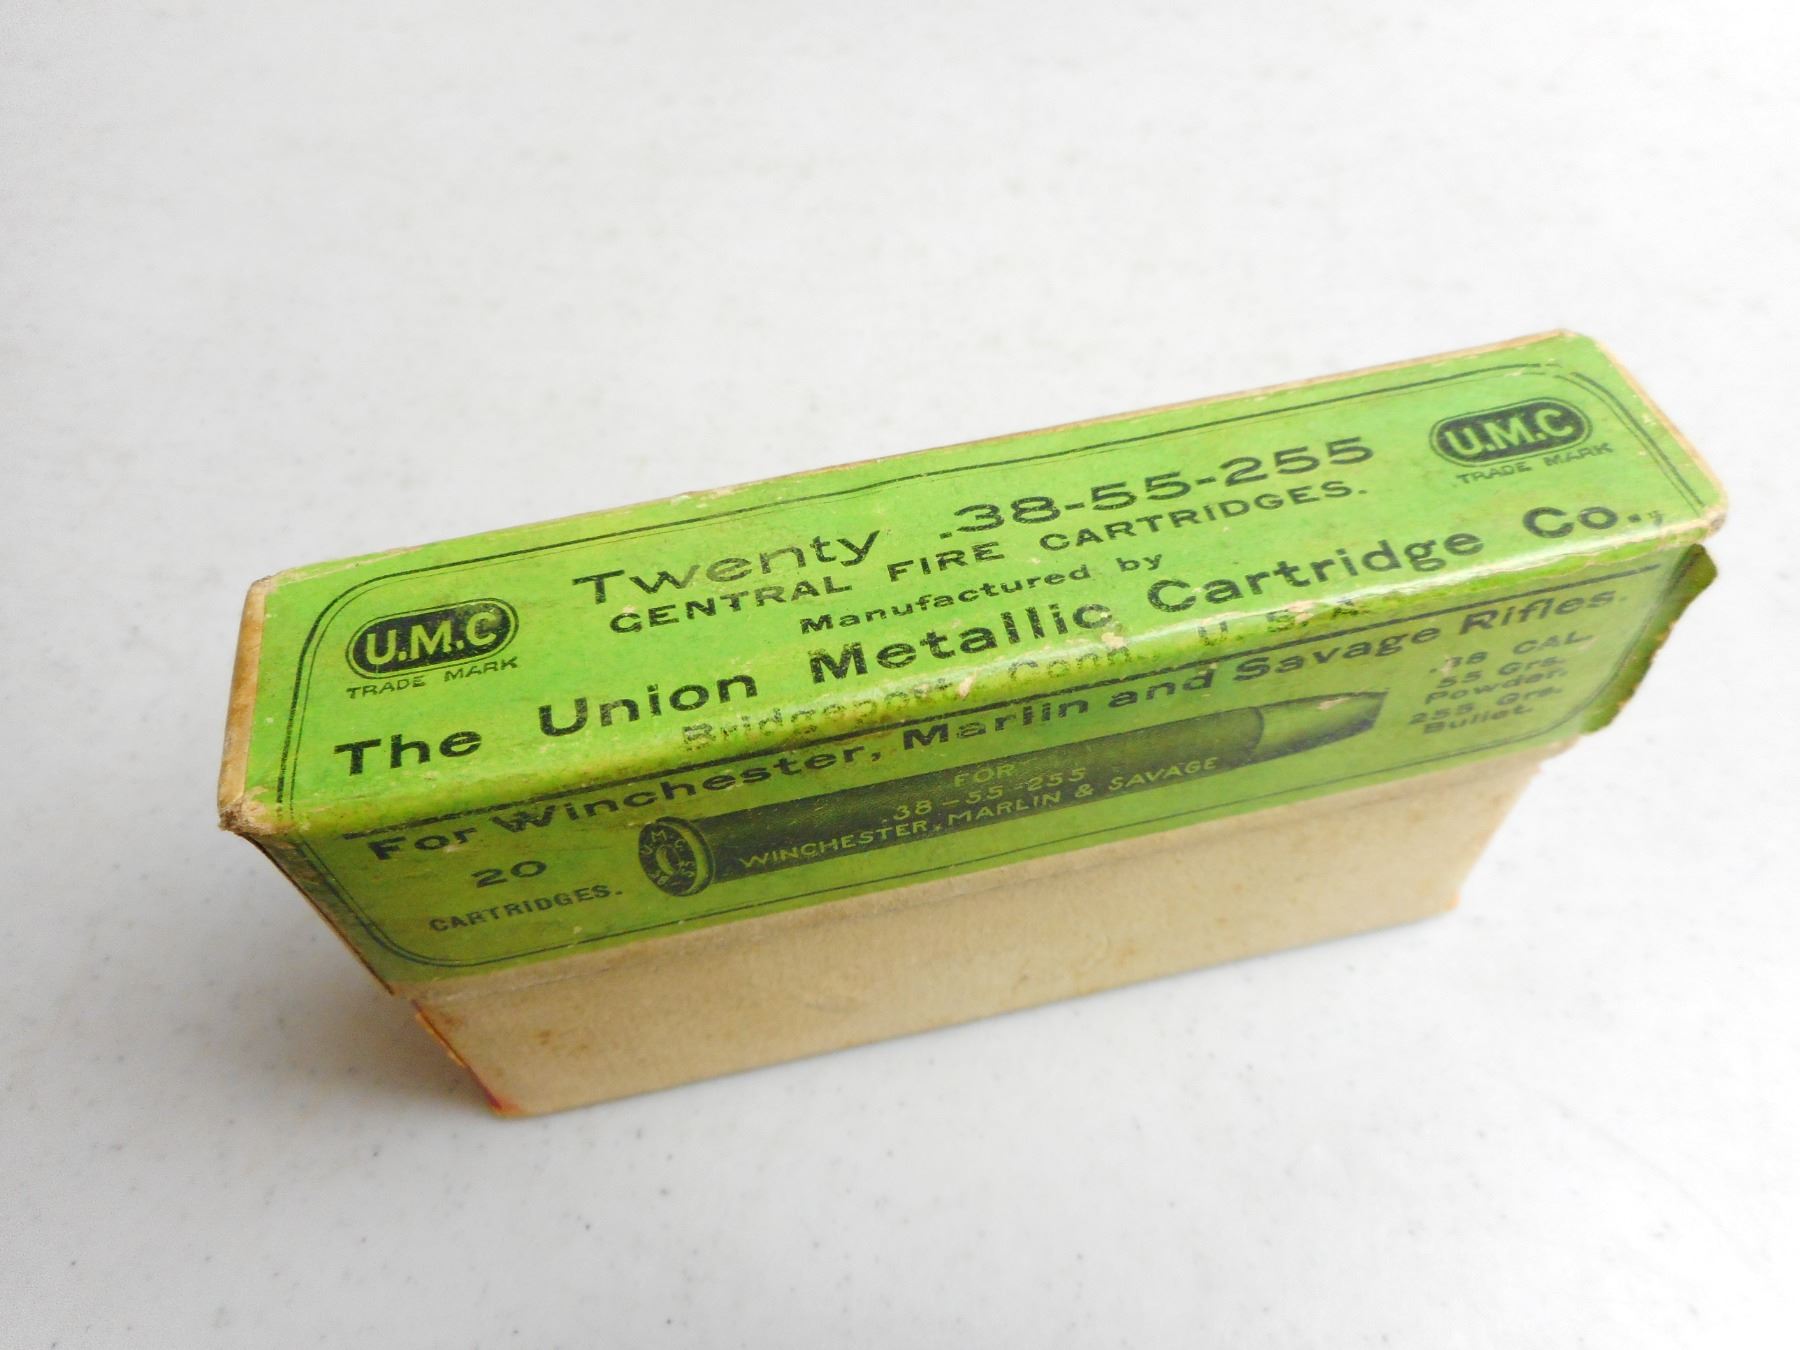 Twenty .38-55-255
CENTRAL FIRE CARTRIDGES.
Manufactured by
U.M.C
TRADE MARK
U.M.C
TRADE MARK
The Union Metallic Cartridge Co.,
Bridgeport, Conn. U. S. A.
For Winchester, Marlin and Savage Rifles.
20
CARTRIDGES.
U.M.C
38-55
FOR
.38-55-255
WINCHESTER, MARLIN & SAVAGE
.38 CAL.
55 Grs.
Powder.
255 Grs.
Bullet.